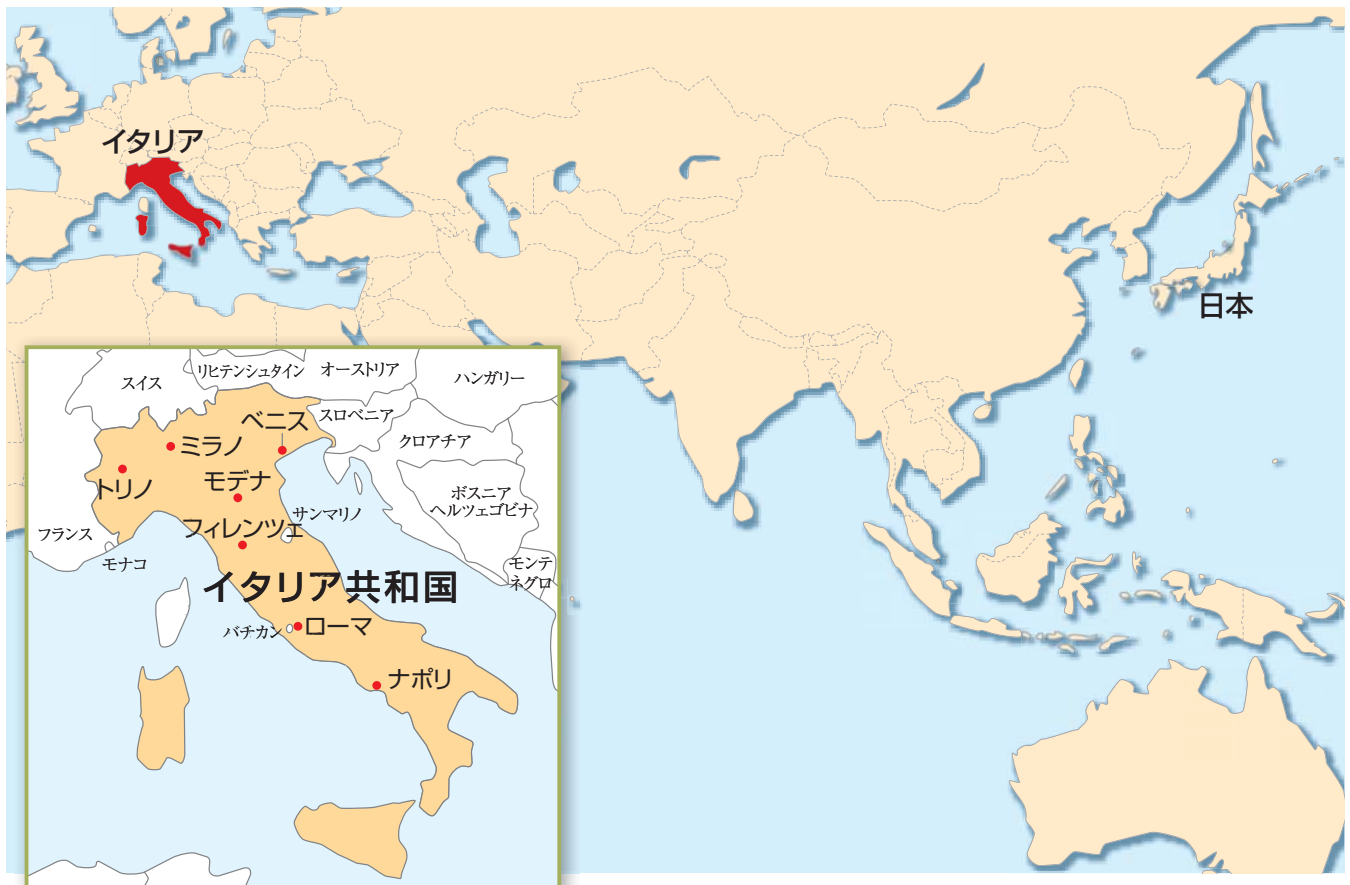 イタリア
日本
スイス
リヒテンシュタイン
オーストリア
ハンガリー
スロベニア
ベニス
ミラノ
クロアチア
トリノ
モデナ
ボスニア
ヘルツェゴビナ
サンマリノ
フィレンツェ
フランス
モナコ
モンテ
ネグロ
イタリア共和国
バチカン
ローマ
ナポリ